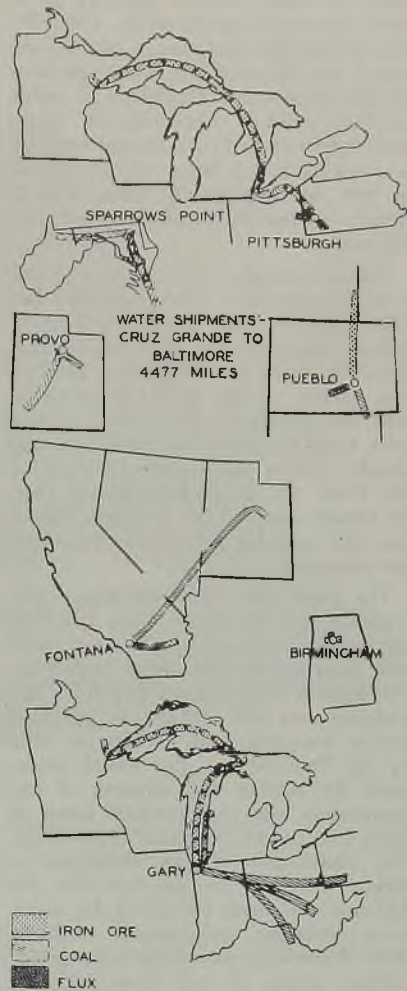 SPARROWS POINT
PITTSBURGH
WATER SHIPMENTS-
CRUZ GRANDE TO
BALTIMORE
4477 MILES
PROVO
PUEBLO
FONTANA
BIRMINGHAM
GARY
IRON ORE
COAL
FLUX